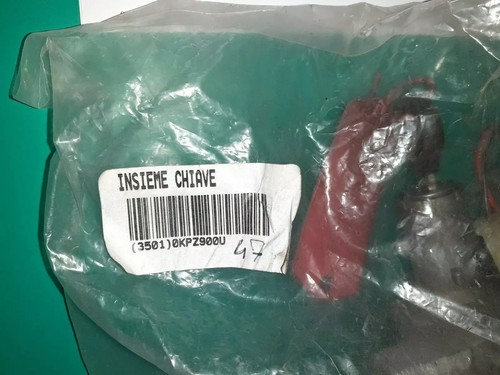 INSIEME CHIAVE
(3501)0KPZ900U
47